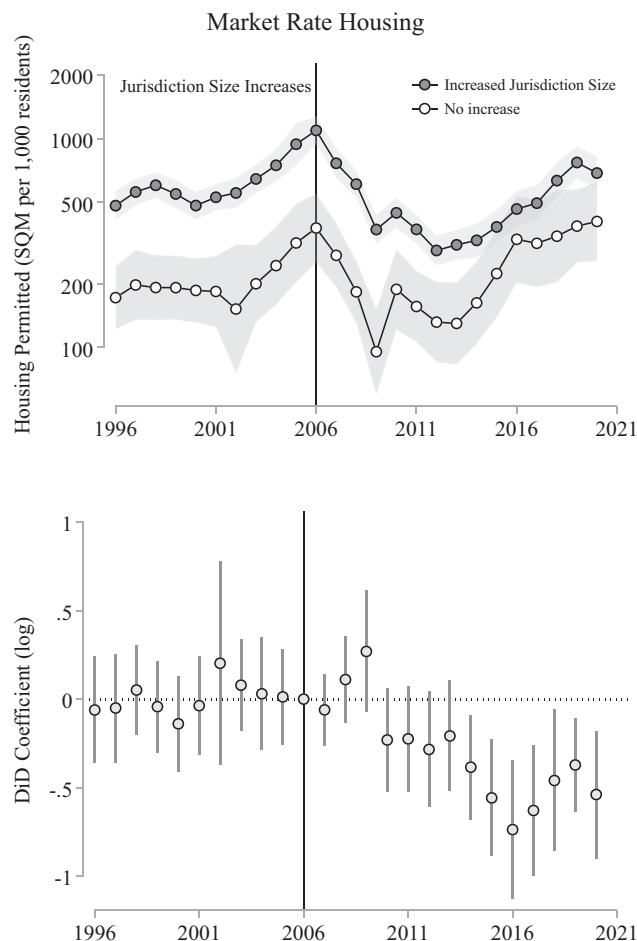 Market Rate Housing
Housing Permitted (SQM per 1,000 residents)
2000
1000
500
200
100
Jurisdiction Size Increases
Increased Jurisdiction Size
No increase
1996 2001 2006 2011 2016 2021
DiD Coefficient (log)
1
.5
0
-.5
-1
1996 2001 2006 2011 2016 2021